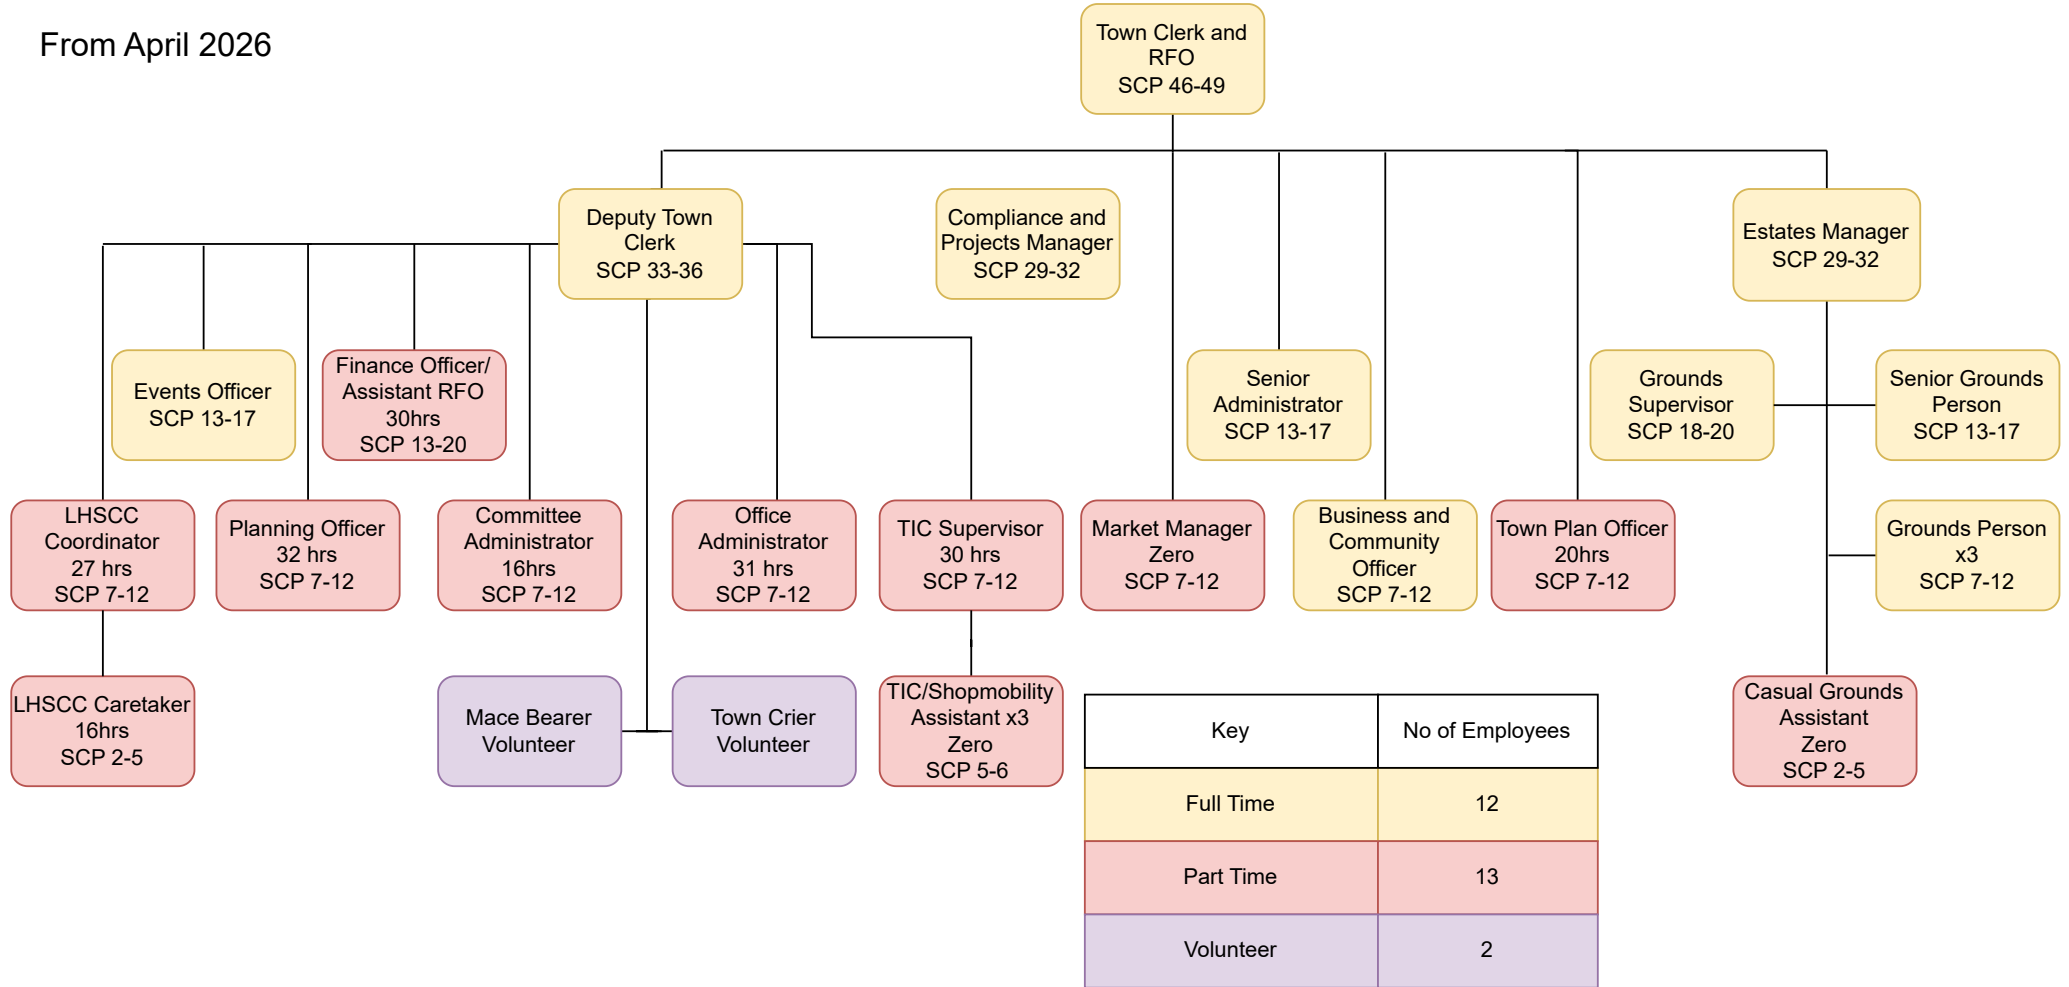 From April 2026
Town Clerk and
RFO
SCP 46-49
Deputy Town
Clerk
SCP 33-36
Compliance and
Projects Manager
SCP 29-32
Estates Manager
SCP 29-32
Events Officer
SCP 13-17
Finance Officer/
Assistant RFO
30hrs
SCP 13-20
Senior
Administrator
SCP 13-17
Grounds
Supervisor
SCP 18-20
Senior Grounds
Person
SCP 13-17
LHSCC
Coordinator
27 hrs
SCP 7-12
Planning Officer
32 hrs
SCP 7-12
Committee
Administrator
16hrs
SCP 7-12
Office
Administrator
31 hrs
SCP 7-12
TIC Supervisor
30 hrs
SCP 7-12
Market Manager
Zero
SCP 7-12
Business and
Community
Officer
SCP 7-12
Town Plan Officer
20hrs
SCP 7-12
Grounds Person
x3
SCP 7-12
LHSCC Caretaker
16hrs
SCP 2-5
Mace Bearer
Volunteer
Town Crier
Volunteer
TIC/Shopmobility
Assistant x3
Zero
SCP 5-6
Casual Grounds
Assistant
Zero
SCP 2-5
Key No of Employees
Full Time 12
Part Time 13
Volunteer 2